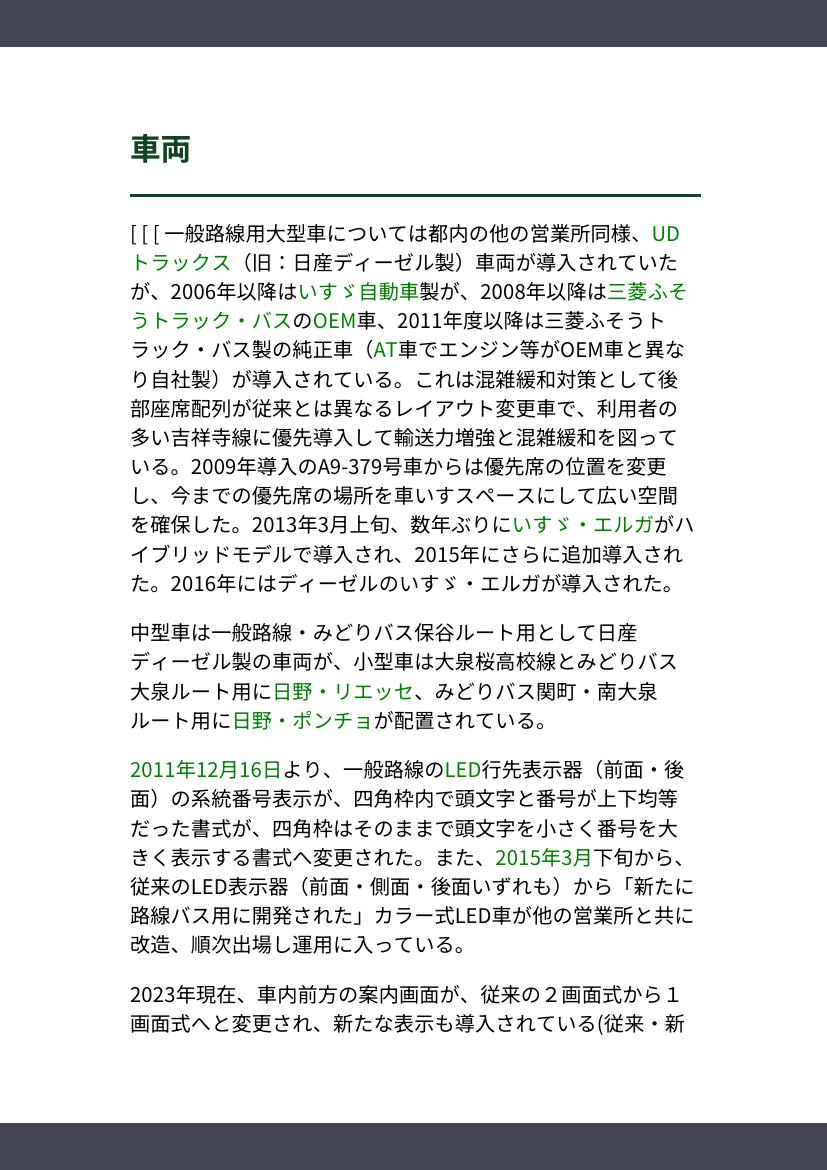 車両
[ [ [ 一般路線用大型車については都内の他の営業所同様、UD
トラックス（旧：日産ディーゼル製）車両が導入されていた
が、2006年以降はいすゞ自動車製が、2008年以降は三菱ふそ
うトラック・バスのOEM車、2011年度以降は三菱ふそうト
ラック・バス製の純正車（AT車でエンジン等がOEM車と異な
り自社製）が導入されている。これは混雑緩和対策として後
部座席配列が従来とは異なるレイアウト変更車で、利用者の
多い吉祥寺線に優先導入して輸送力増強と混雑緩和を図って
いる。2009年導入のA9-379号車からは優先席の位置を変更
し、今までの優先席の場所を車いすスペースにして広い空間
を確保した。2013年3月上旬、数年ぶりにいすゞ・エルガがハ
イブリッドモデルで導入され、2015年にさらに追加導入され
た。2016年にはディーゼルのいすゞ・エルガが導入された。
中型車は一般路線・みどりバス保谷ルート用として日産
ディーゼル製の車両が、小型車は大泉桜高校線とみどりバス
大泉ルート用に日野・リエッセ、みどりバス関町・南大泉
ルート用に日野・ポンチョが配置されている。
2011年12月16日より、一般路線のLED行先表示器（前面・後
面）の系統番号表示が、四角枠内で頭文字と番号が上下均等
だった書式が、四角枠はそのままで頭文字を小さく番号を大
きく表示する書式へ変更された。また、2015年3月下旬から、
従来のLED表示器（前面・側面・後面いずれも）から「新たに
路線バス用に開発された」カラー式LED車が他の営業所と共に
改造、順次出場し運用に入っている。
2023年現在、車内前方の案内画面が、従来の２画面式から１
画面式へと変更され、新たな表示も導入されている(従来・新